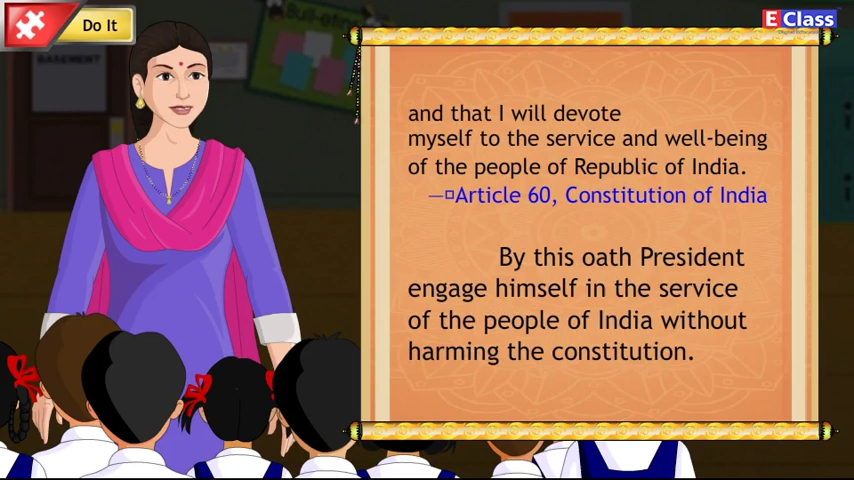 Do It
E Class
and that I will devote
myself to the service and well-being
of the people of Republic of India.
—▯Article 60, Constitution of India
By this oath President
engage himself in the service
of the people of India without
harming the constitution.
BASEMENT